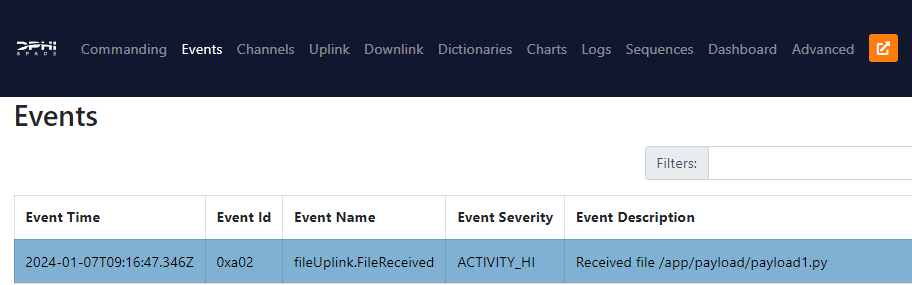 DPHI
SPACE
Commanding Events Channels Uplink Downlink Dictionaries Charts Logs Sequences Dashboard Advanced
Events
Filters:
Event Time Event Id Event Name Event Severity Event Description
2024-01-07T09:16:47.346Z 0xa02 fileUplink.FileReceived ACTIVITY_HI Received file /app/payload/payload1.py